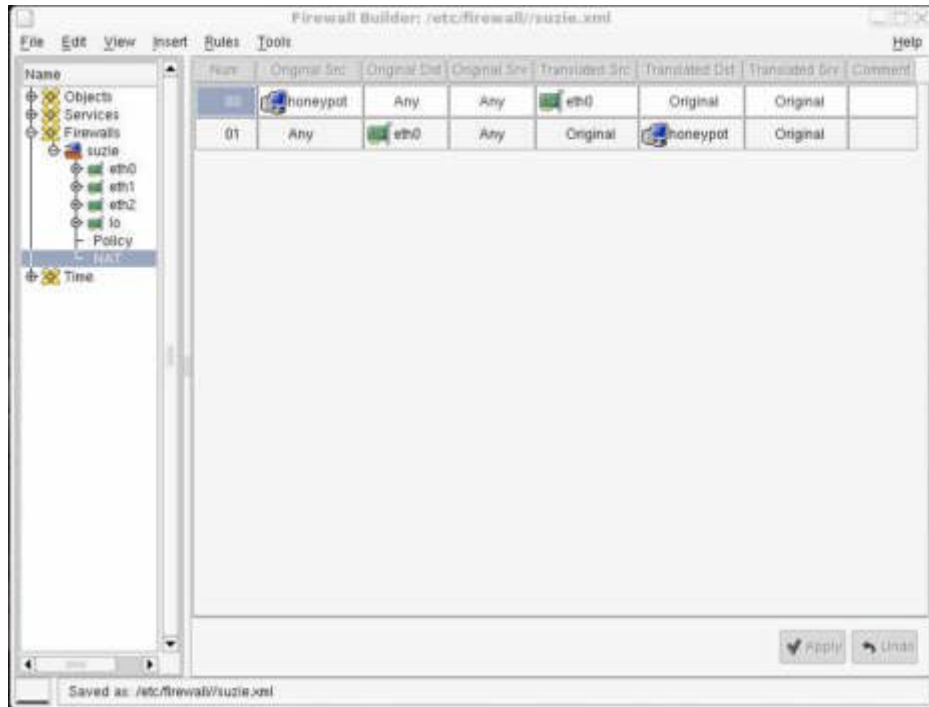 Firewall Builder: /etc/firewall//suzie.xml
File Edit View Insert Rules Tools Help
Name
Objects
Services
Firewalls
suzie
eth0
eth1
eth2
lo
Policy
NAT
Time
Num Original Src Original Dst Original Srv Translated Src Translated Dst Translated Srv Comment
00 honeypot Any Any eth0 Original Original
01 Any eth0 Any Original honeypot Original
Apply Undo
Saved as: /etc/firewall//suzie.xml